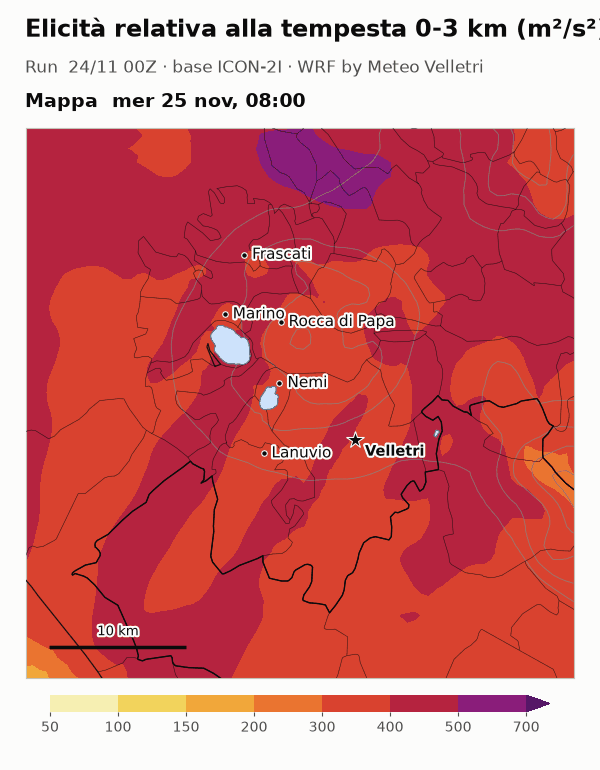 Elicità relativa alla tempesta 0-3 km (m²/s²)
Run 24/11 00Z · base ICON-2I · WRF by Meteo Velletri
Mappa mer 25 nov, 08:00
Frascati
Marino
Rocca di Papa
Nemi
Velletri
Lanuvio
10 km
50 100 150 200 300 400 500 700